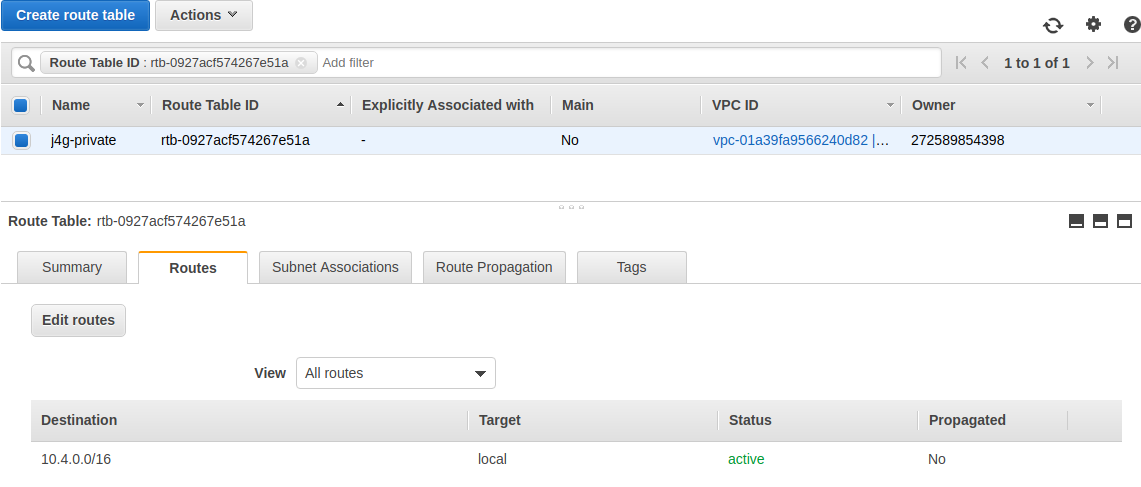 Create route table Actions
Route Table ID : rtb-0927acf574267e51a Add filter 1 to 1 of 1
Name Route Table ID Explicitly Associated with Main VPC ID Owner
j4g-private rtb-0927acf574267e51a - No vpc-01a39fa9566240d82 |... 272589854398
Route Table: rtb-0927acf574267e51a
Summary Routes Subnet Associations Route Propagation Tags
Edit routes
View All routes
Destination Target Status Propagated
10.4.0.0/16 local active No